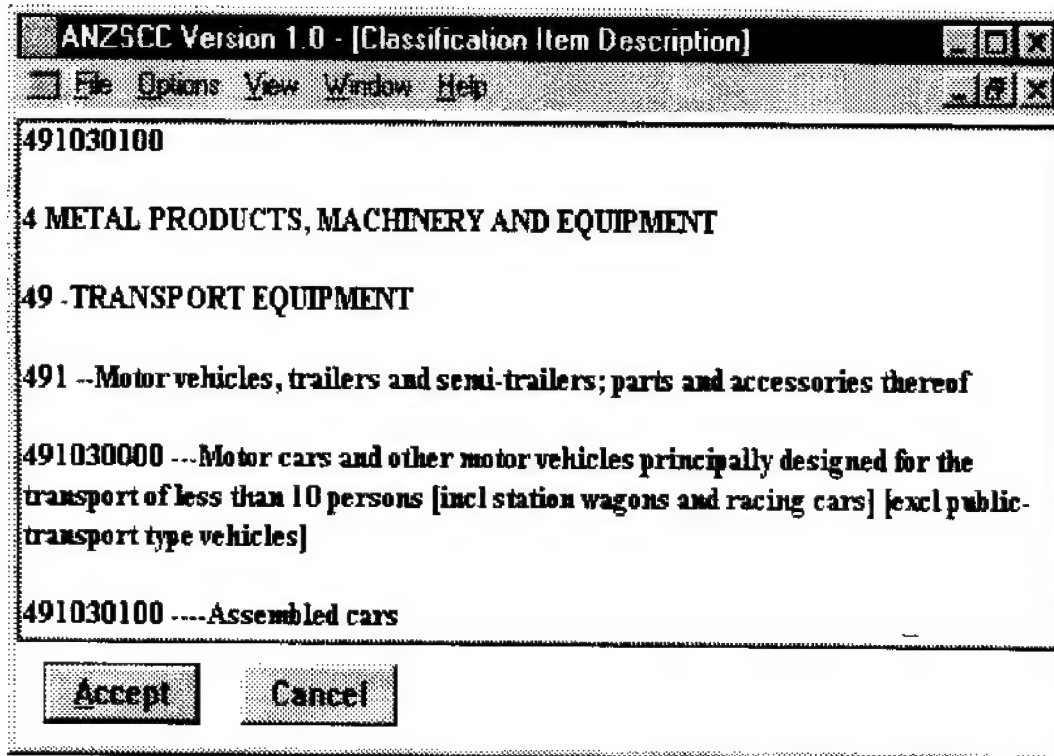 ANZSCC Version 1.0 - [Classification Item Description]
File Options View Window Help
491030100
4 METAL PRODUCTS, MACHINERY AND EQUIPMENT
49 -TRANSPORT EQUIPMENT
491 --Motor vehicles, trailers and semi-trailers; parts and accessories thereof
491030000 ---Motor cars and other motor vehicles principally designed for the
transport of less than 10 persons [incl station wagons and racing cars] [excl public-
transport type vehicles]
491030100 ----Assembled cars
Accept Cancel